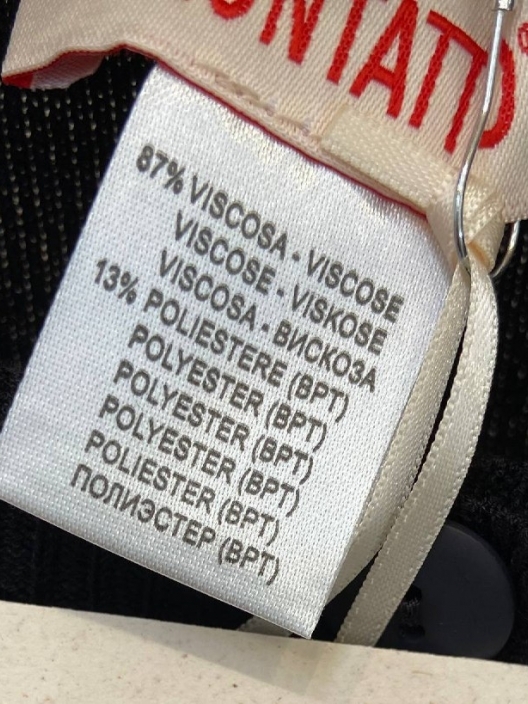 ONTATTO
87% VISCOSA - VISCOSE
VISCOSE - VISKOSE
VISCOSA - ВИСКОЗА
13% POLIESTERE (BPT)
POLYESTER (BPT)
POLYESTER (BPT)
POLYESTER (BPT)
POLIESTER (BPT)
ПОЛИЭСТЕР (BPT)